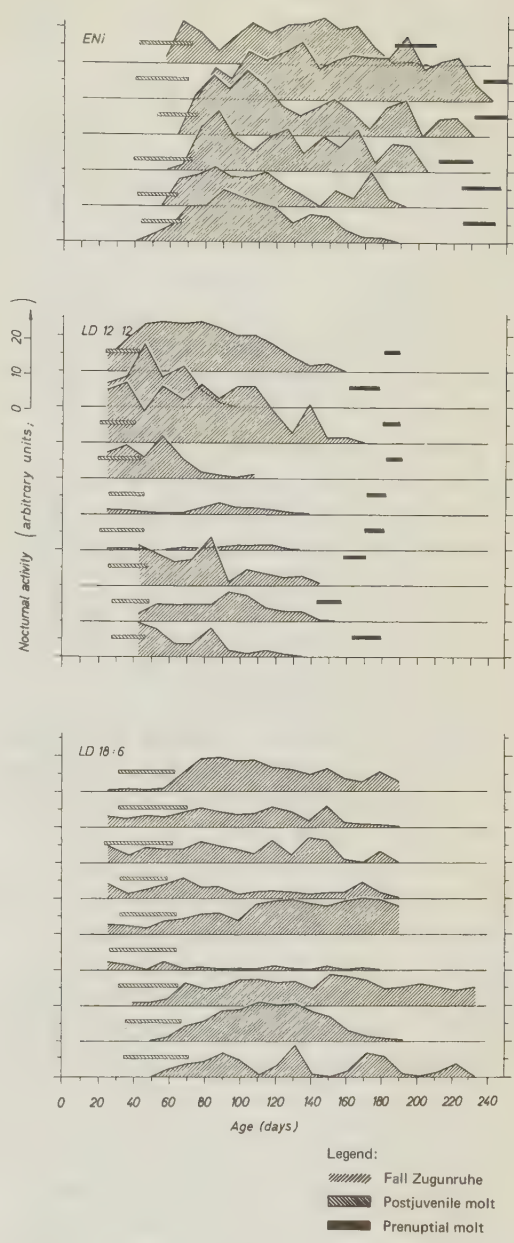 ENi
LD 12 12
20
10
0
Nocturnal activity (arbitrary units;
LD 18:6
0 20 40 60 80 100 120 140 160 180 200 220 240
Age (days)
Legend:
Fall Zugunruhe
Postjuvenile molt
Prenuptial molt